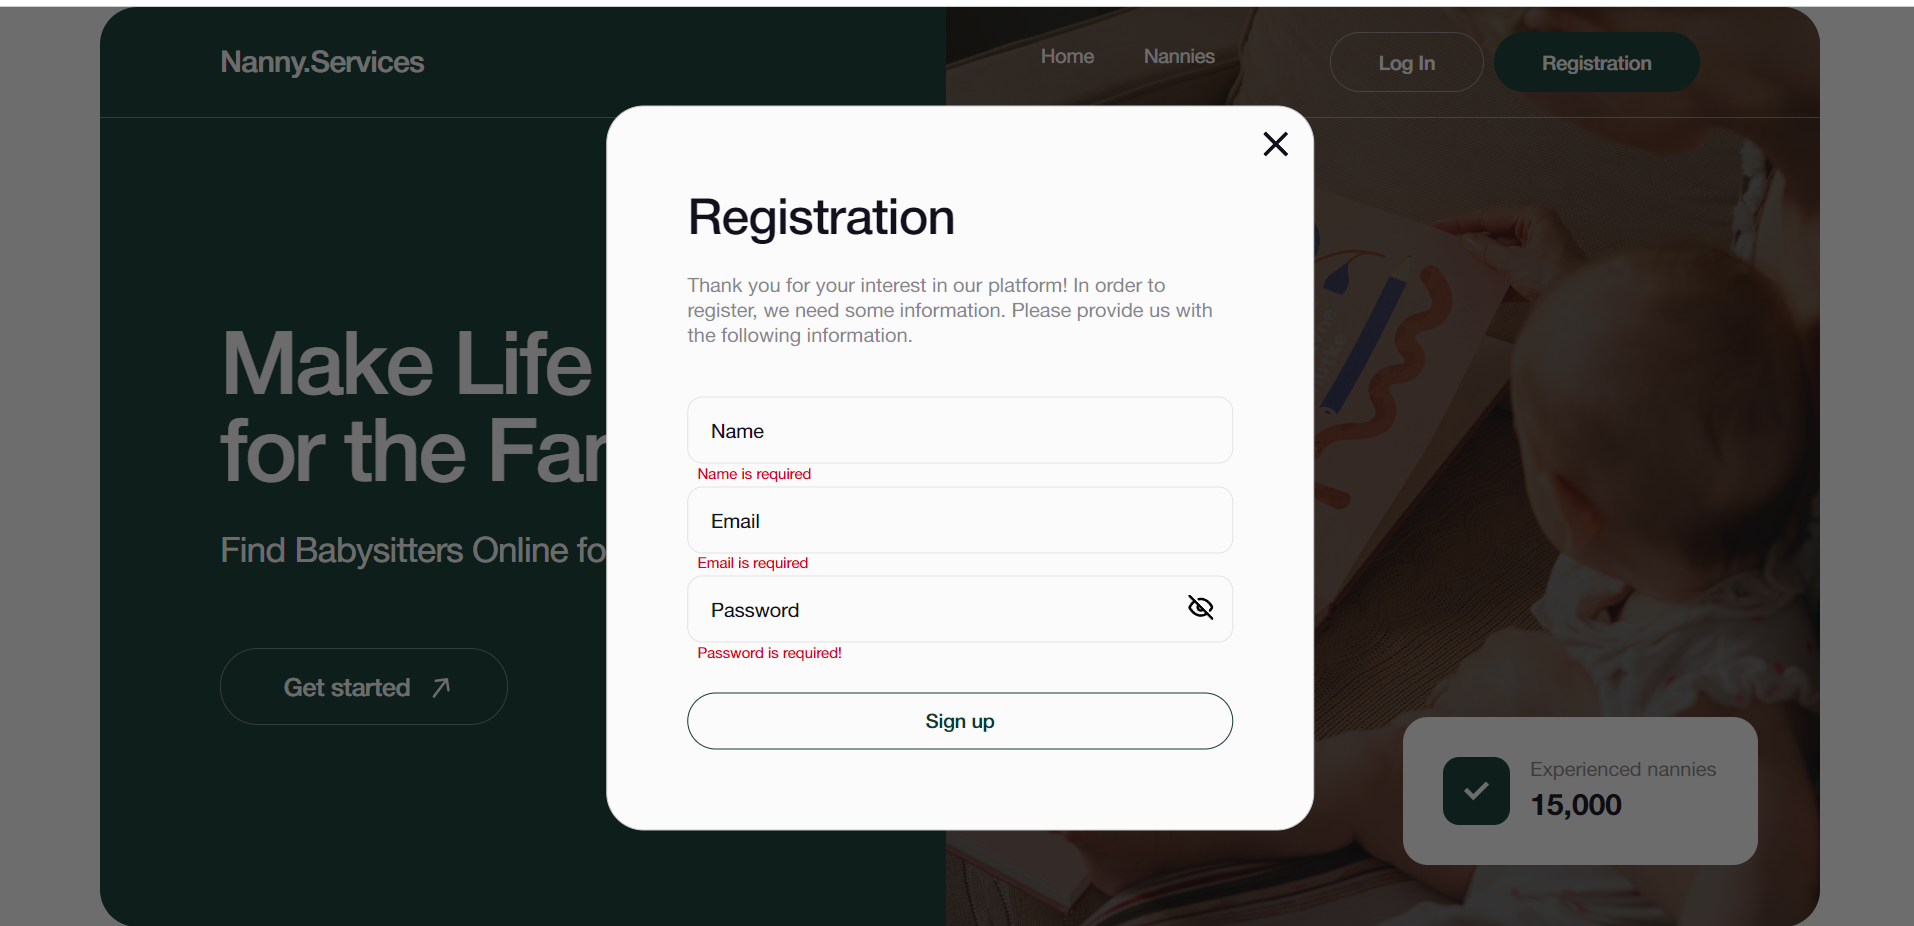 Nanny.Services
Home
Nannies
Log In
Registration
Make Life
for the Fa
Find Babysitters Online fo
Get started
Registration
Thank you for your interest in our platform! In order to
register, we need some information. Please provide us with
the following information.
Name
Name is required
Email
Email is required
Password
Password is required!
Sign up
Experienced nannies
15,000